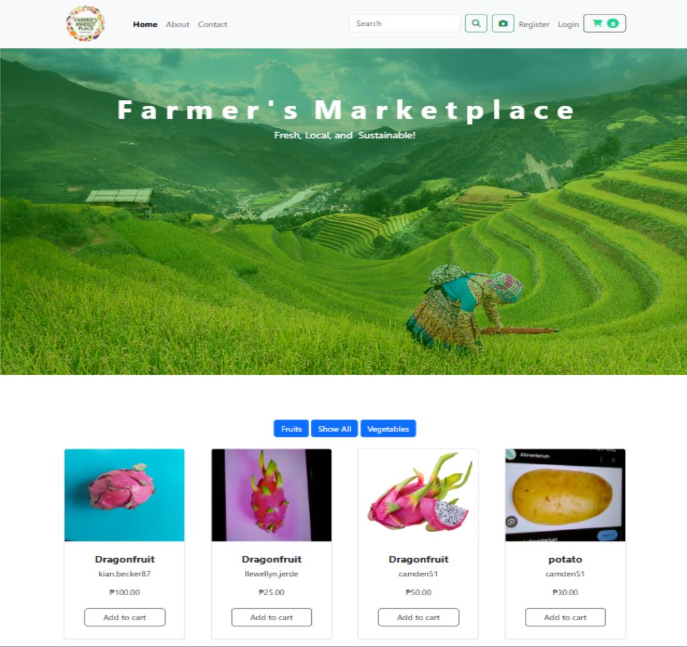 FARMER'S
MARKET
PLACE
Home About Contact Search Register Login
Farmer's Marketplace
Fresh, Local, and Sustainable!
Fruits Show All Vegetables
Alimentarium
Dragonfruit Dragonfruit Dragonfruit potato
kian.becker87 llewellyn.jerde camden51 camden51
₱100.00 ₱25.00 ₱50.00 ₱30.00
Add to cart Add to cart Add to cart Add to cart